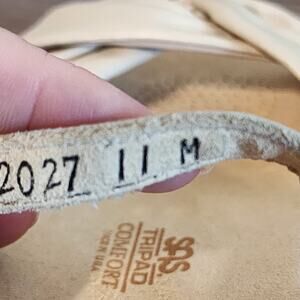 2027 11 M
SAS
TRIPAD
COMFORT
MADE IN USA